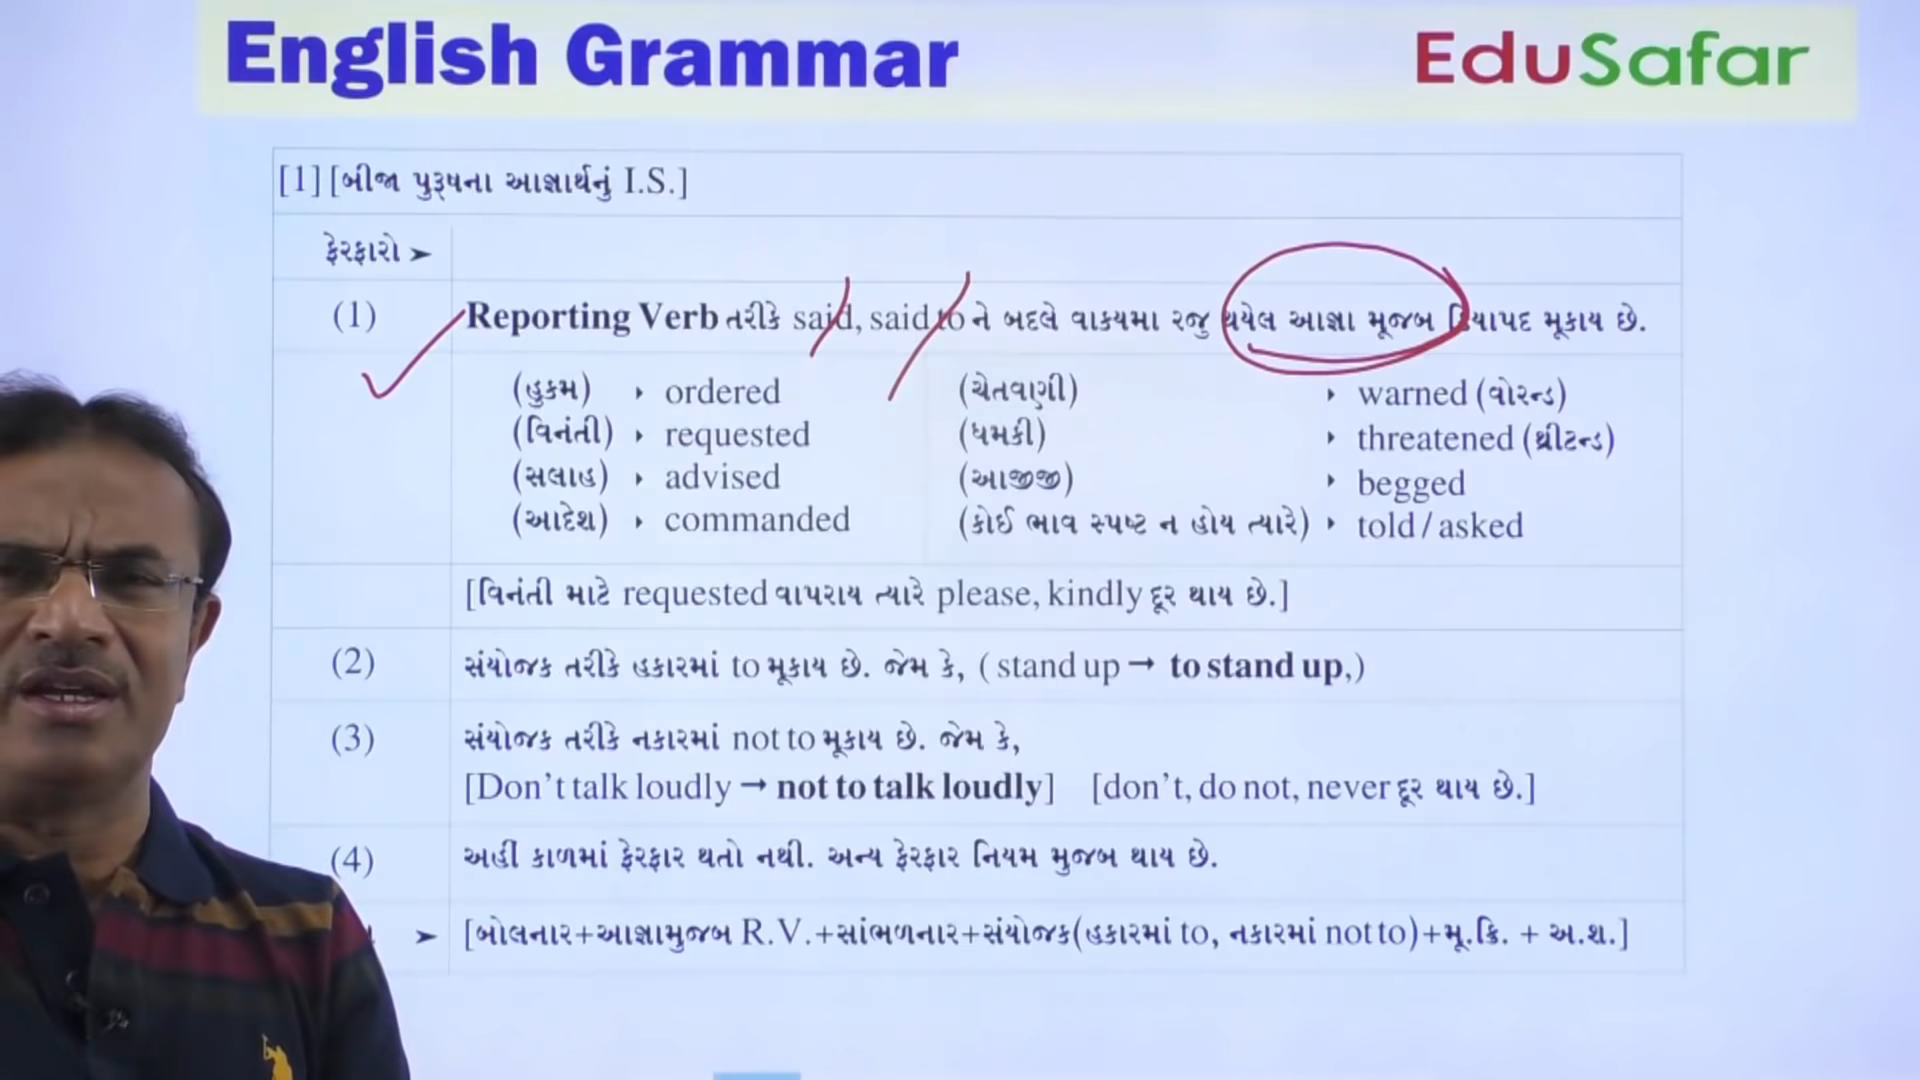 English Grammar
EduSafar
[1] [બીજા પુરુષના આજ્ઞાર્થનું I.S.]
ફેરફારો ➤
(1) Reporting Verb તરીકે said, said to ને બદલે વાકયમા રજુ થયેલ આજ્ઞા મૂજબ ક્રિયાપદ મૂકાય છે.
(હુકમ) ‣ ordered (ચેતવણી) ‣ warned (વોરન્ડ)
(વિનંતી) ‣ requested (ધમકી) ‣ threatened (થ્રીટન્ડ)
(સલાહ) ‣ advised (આજીજી) ‣ begged
(આદેશ) ‣ commanded (કોઈ ભાવ સ્પષ્ટ ન હોય ત્યારે) ‣ told / asked
[વિનંતી માટે requested વાપરાય ત્યારે please, kindly દૂર થાય છે.]
(2) સંયોજક તરીકે હકારમાં to મૂકાય છે. જેમ કે, ( stand up → to stand up,)
(3) સંયોજક તરીકે નકારમાં not to મૂકાય છે. જેમ કે,
[Don't talk loudly → not to talk loudly] [don't, do not, never દૂર થાય છે.]
(4) અહીં કાળમાં ફેરફાર થતો નથી. અન્ય ફેરફાર નિયમ મુજબ થાય છે.
➤ [બોલનાર+આજ્ઞામુજબ R.V.+સાંભળનાર+સંયોજક(હકારમાં to, નકારમાં not to)+મૂ.ક્રિ. + અ.શ.]